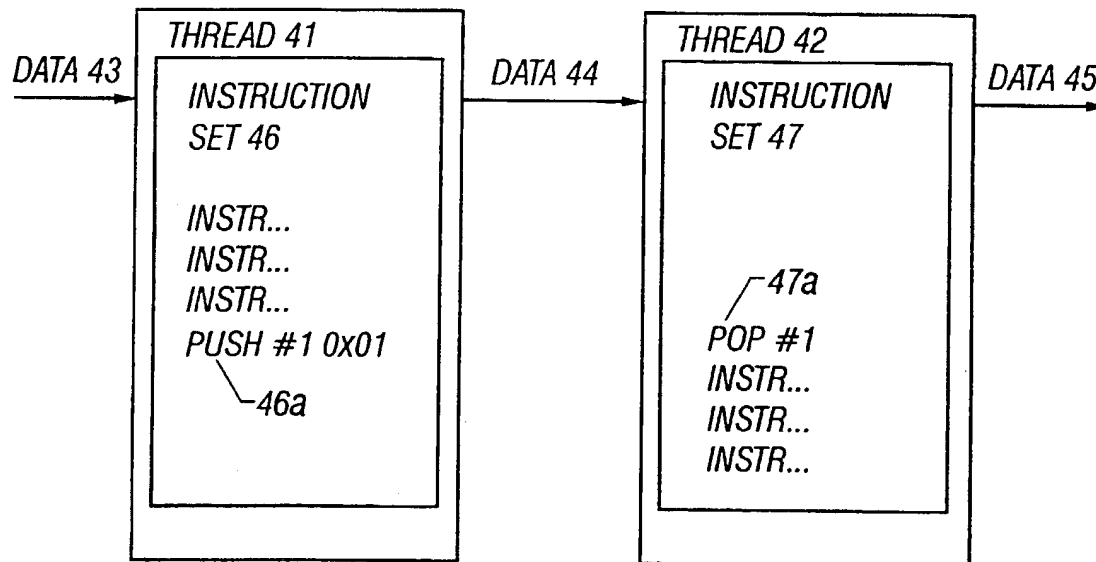 THREAD 41
DATA 43
INSTRUCTION
SET 46
INSTR...
INSTR...
INSTR...
PUSH #1 0x01
46a
DATA 44
THREAD 42
INSTRUCTION
SET 47
47a
POP #1
INSTR...
INSTR...
INSTR...
DATA 45